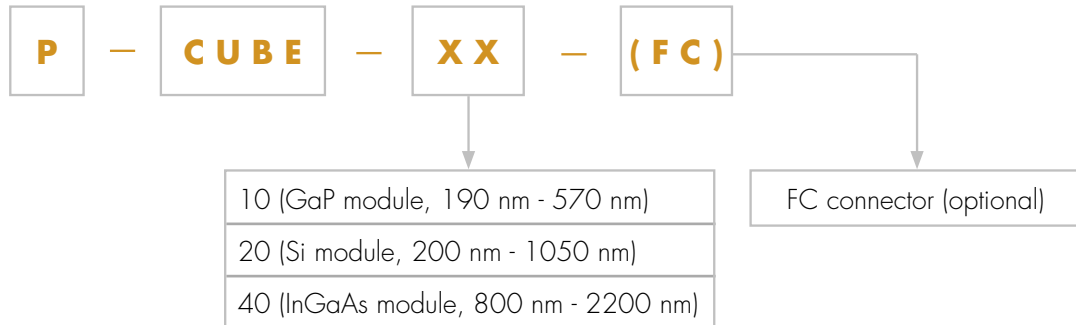 P – CUBE – XX – (FC)
10 (GaP module, 190 nm - 570 nm)
FC connector (optional)
20 (Si module, 200 nm - 1050 nm)
40 (InGaAs module, 800 nm - 2200 nm)